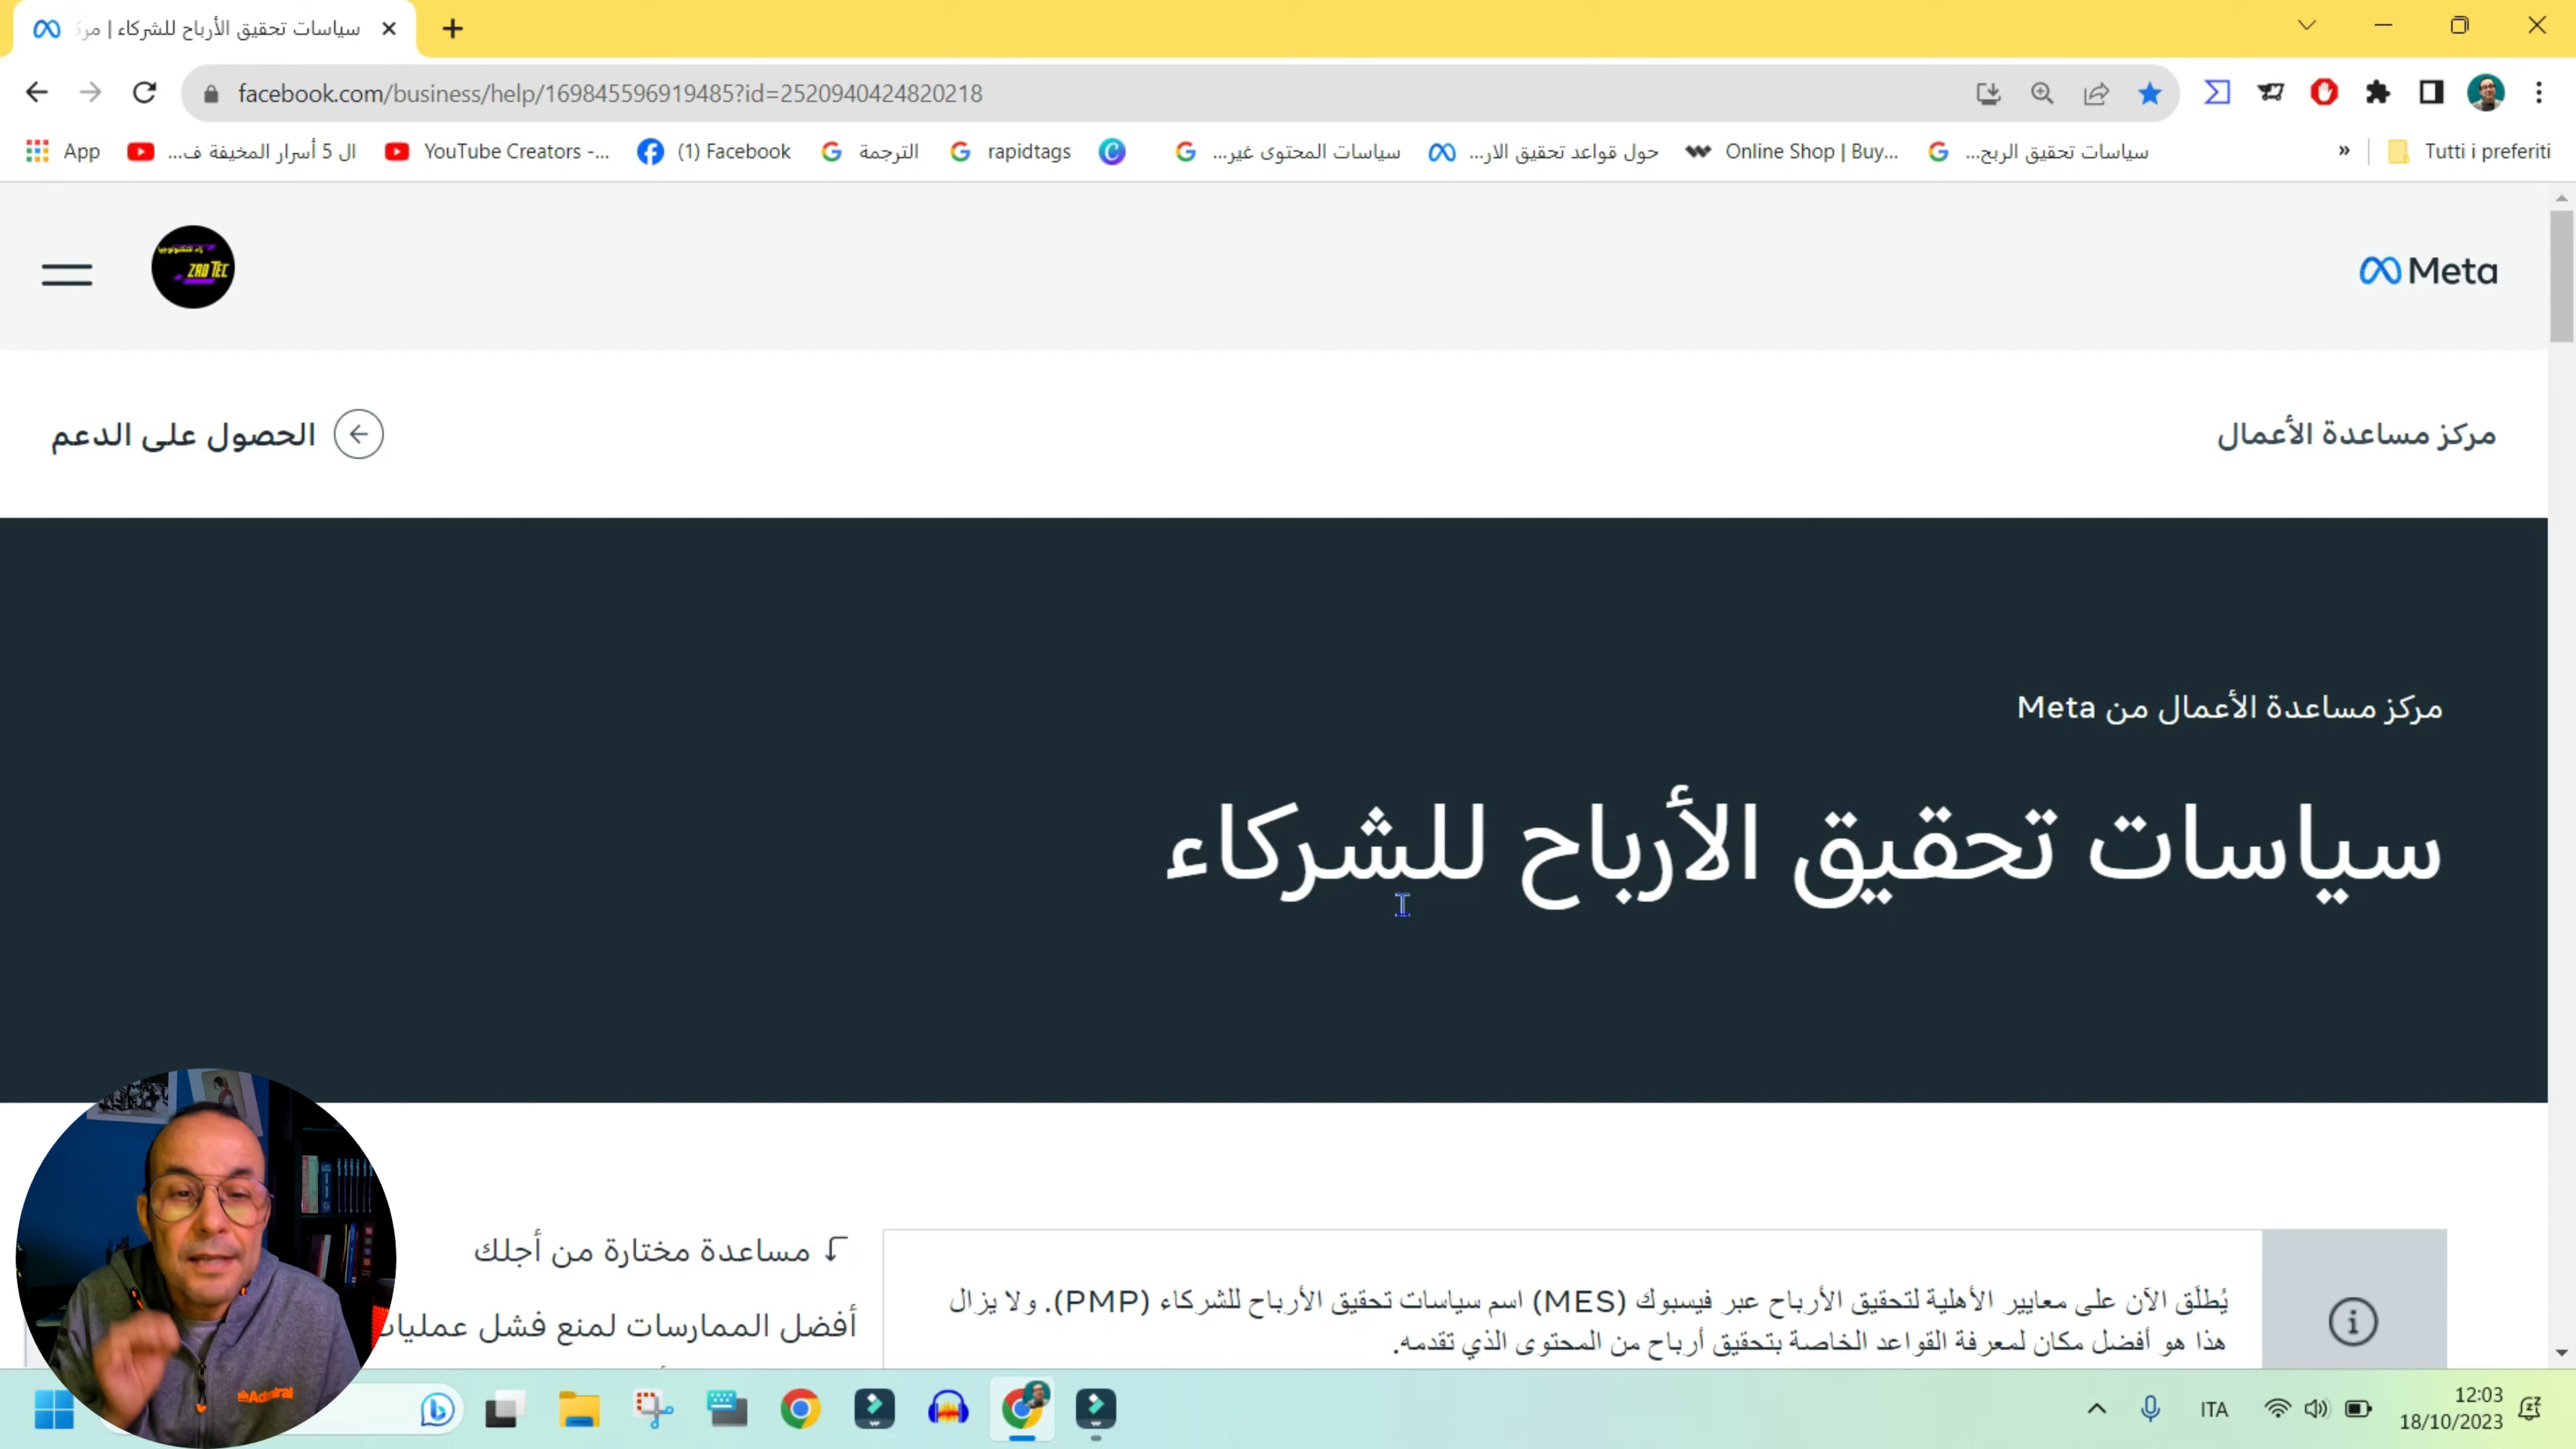 سياسات تحقيق الأرباح للشركاء | مرك
facebook.com/business/help/169845596919485?id=2520940424820218
App
ال 5 أسرار المخيفة ف...
YouTube Creators -...
(1) Facebook
الترجمة
rapidtags
سياسات المحتوى غير...
حول قواعد تحقيق الار...
Online Shop | Buy...
سياسات تحقيق الربح...
»
Tutti i preferiti
ZAD TEC
Meta
مركز مساعدة الأعمال
الحصول على الدعم
مركز مساعدة الأعمال من Meta
سياسات تحقيق الأرباح للشركاء
يُطلَق الآن على معايير الأهلية لتحقيق الأرباح عبر فيسبوك (MES) اسم سياسات تحقيق الأرباح للشركاء (PMP). ولا يزال
هذا هو أفضل مكان لمعرفة القواعد الخاصة بتحقيق أرباح من المحتوى الذي تقدمه.
مساعدة مختارة من أجلك
أفضل الممارسات لمنع فشل عمليات
Admiral
ITA
12:03
18/10/2023